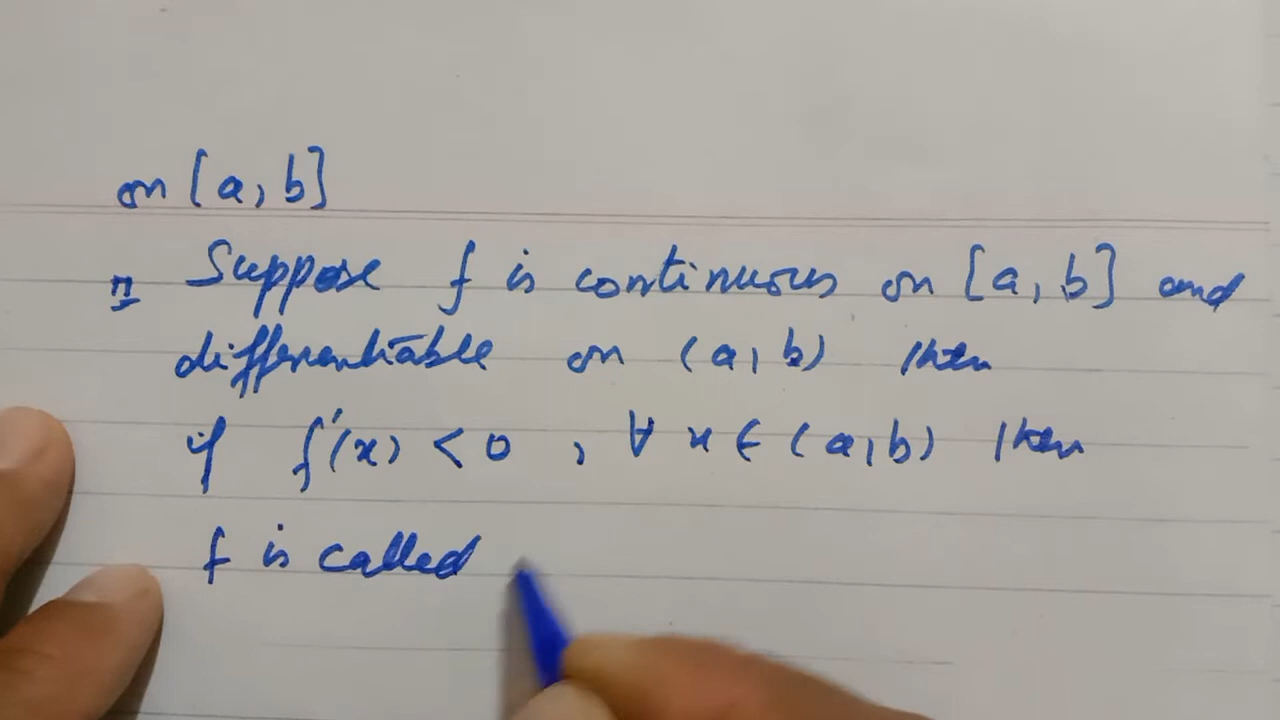 on [a, b]
II Suppose f is continuous on [a, b] and
differentiable on (a, b) then
if f'(x) < 0 , ∀ x ∈ (a, b) then
f is called